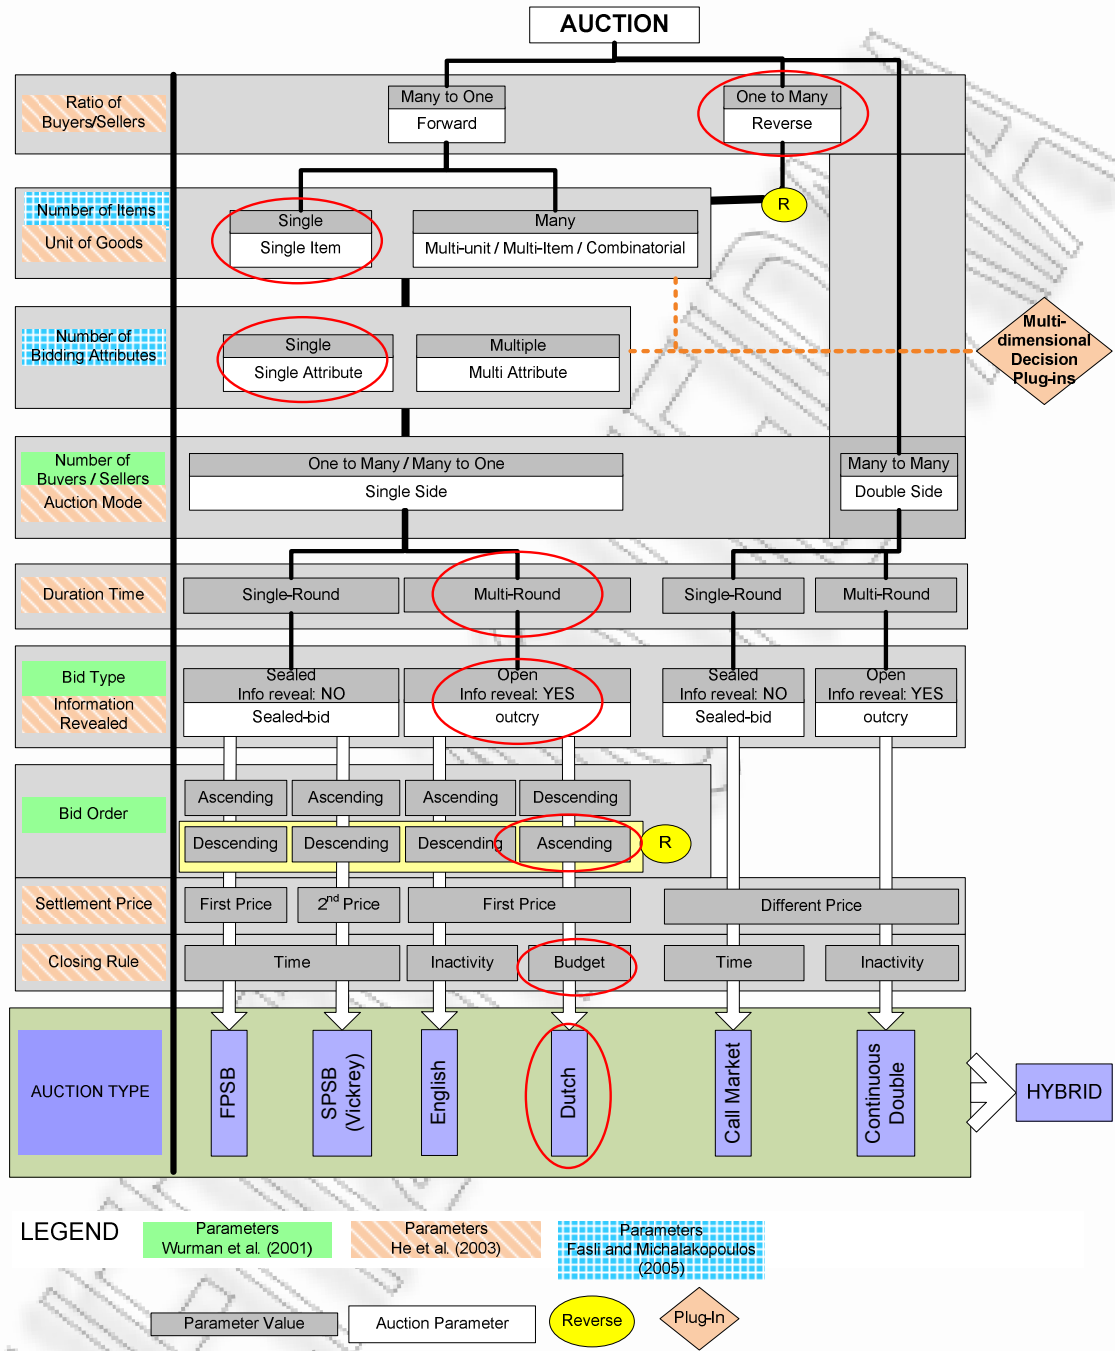 AUCTION
Ratio of
Buyers/Sellers
Many to One
Forward
One to Many
Reverse
R
Number of Items
Unit of Goods
Single
Single Item
Many
Multi-unit / Multi-Item / Combinatorial
Number of
Bidding Attributes
Single
Single Attribute
Multiple
Multi Attribute
Multi-
dimensional
Decision
Plug-ins
Number of
Buyers / Sellers
Auction Mode
One to Many / Many to One
Single Side
Many to Many
Double Side
Duration Time
Single-Round
Multi-Round
Single-Round
Multi-Round
Bid Type
Information
Revealed
Sealed
Info reveal: NO
Sealed-bid
Open
Info reveal: YES
outcry
Sealed
Info reveal: NO
Sealed-bid
Open
Info reveal: YES
outcry
Bid Order
Ascending
Ascending
Ascending
Descending
Descending
Descending
Descending
Ascending
R
Settlement Price
First Price
2nd Price
First Price
Different Price
Closing Rule
Time
Inactivity
Budget
Time
Inactivity
AUCTION TYPE
FPSB
SPSB
(Vickrey)
English
Dutch
Call Market
Continuous
Double
HYBRID
LEGEND
Parameters
Wurman et al. (2001)
Parameters
He et al. (2003)
Parameters
Fasli and Michalakopoulos
(2005)
Parameter Value
Auction Parameter
Reverse
Plug-In